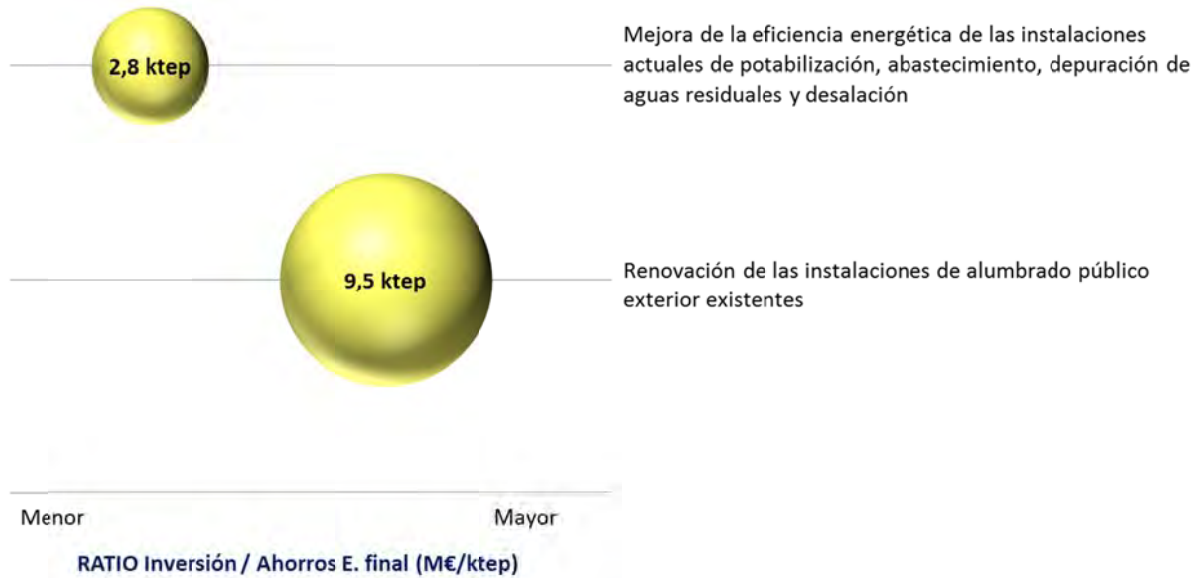 2,8 ktep
Mejora de la eficiencia energética de las instalaciones
actuales de potabilización, abastecimiento, depuración de
aguas residuales y desalación
9,5 ktep
Renovación de las instalaciones de alumbrado público
exterior existentes
Menor
Mayor
RATIO Inversión / Ahorros E. final (M€/ktep)